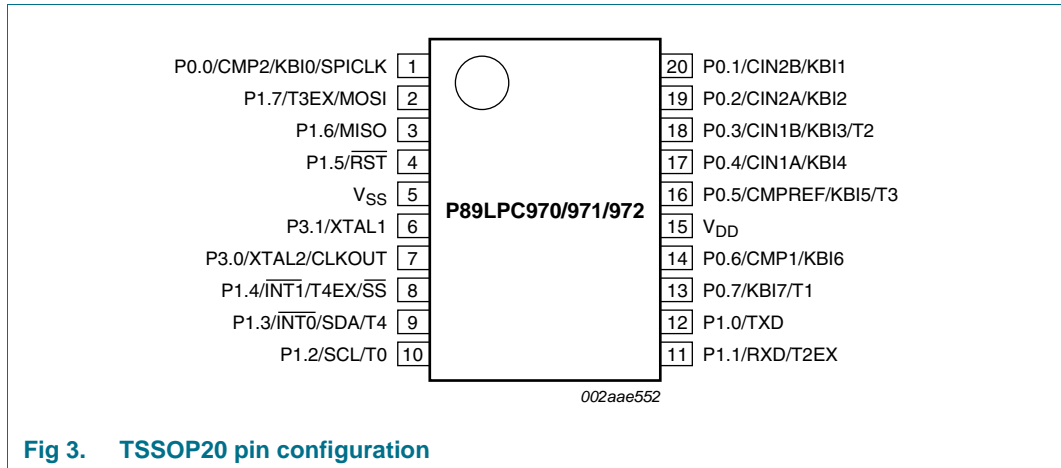 P0.0/CMP2/KBI0/SPICLK 1
P1.7/T3EX/MOSI 2
P1.6/MISO 3
P1.5/R̅S̅T̅ 4
VSS 5
P3.1/XTAL1 6
P3.0/XTAL2/CLKOUT 7
P1.4/I̅N̅T̅1̅/T4EX/S̅S̅ 8
P1.3/I̅N̅T̅0̅/SDA/T4 9
P1.2/SCL/T0 10
P89LPC970/971/972
20 P0.1/CIN2B/KBI1
19 P0.2/CIN2A/KBI2
18 P0.3/CIN1B/KBI3/T2
17 P0.4/CIN1A/KBI4
16 P0.5/CMPREF/KBI5/T3
15 VDD
14 P0.6/CMP1/KBI6
13 P0.7/KBI7/T1
12 P1.0/TXD
11 P1.1/RXD/T2EX
002aae552
Fig 3. TSSOP20 pin configuration